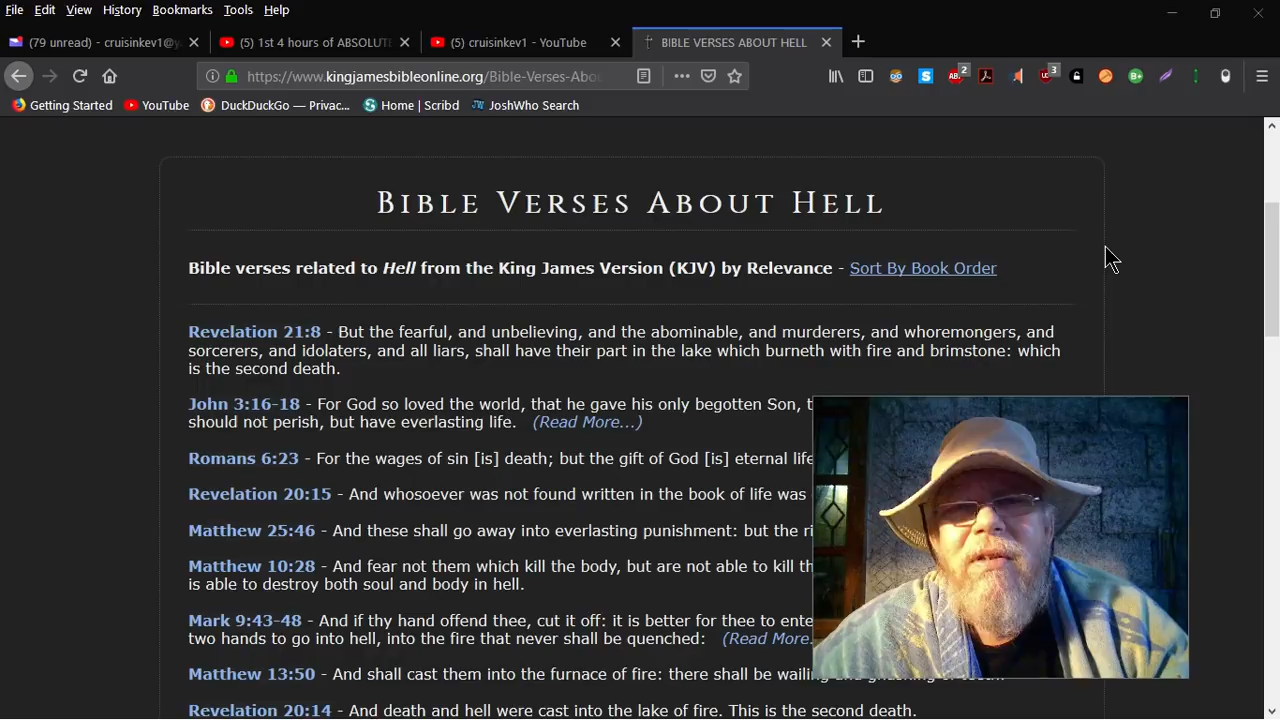 File Edit View History Bookmarks Tools Help
(79 unread) - cruisinkev1@y
(5) 1st 4 hours of ABSOLUT
(5) cruisinkev1 - YouTube
BIBLE VERSES ABOUT HELL
https://www.kingjamesbibleonline.org/Bible-Verses-Abo
2
3
Getting Started YouTube DuckDuckGo — Privac... Home | Scribd JoshWho Search
BIBLE VERSES ABOUT HELL
Bible verses related to Hell from the King James Version (KJV) by Relevance - Sort By Book Order
Revelation 21:8 - But the fearful, and unbelieving, and the abominable, and murderers, and whoremongers, and
sorcerers, and idolaters, and all liars, shall have their part in the lake which burneth with fire and brimstone: which
is the second death.
John 3:16-18 - For God so loved the world, that he gave his only begotten Son,
should not perish, but have everlasting life. (Read More...)
Romans 6:23 - For the wages of sin [is] death; but the gift of God [is] eternal life
Revelation 20:15 - And whosoever was not found written in the book of life was
Matthew 25:46 - And these shall go away into everlasting punishment: but the
Matthew 10:28 - And fear not them which kill the body, but are not able to kill
is able to destroy both soul and body in hell.
Mark 9:43-48 - And if thy hand offend thee, cut it off: it is better for thee to
two hands to go into hell, into the fire that never shall be quenched: (Read More.
Matthew 13:50 - And shall cast them into the furnace of fire: there shall be
Revelation 20:14 - And death and hell were cast into the lake of fire. This is the second death.